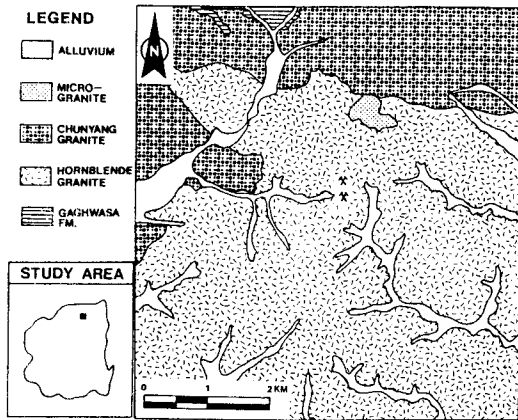 LEGEND
N
ALLUVIUM
MICRO-
GRANITE
CHUNYANG
GRANITE
HORNBLENDE
GRANITE
GAGHWASA
FM.
STUDY AREA
0 1 2 KM